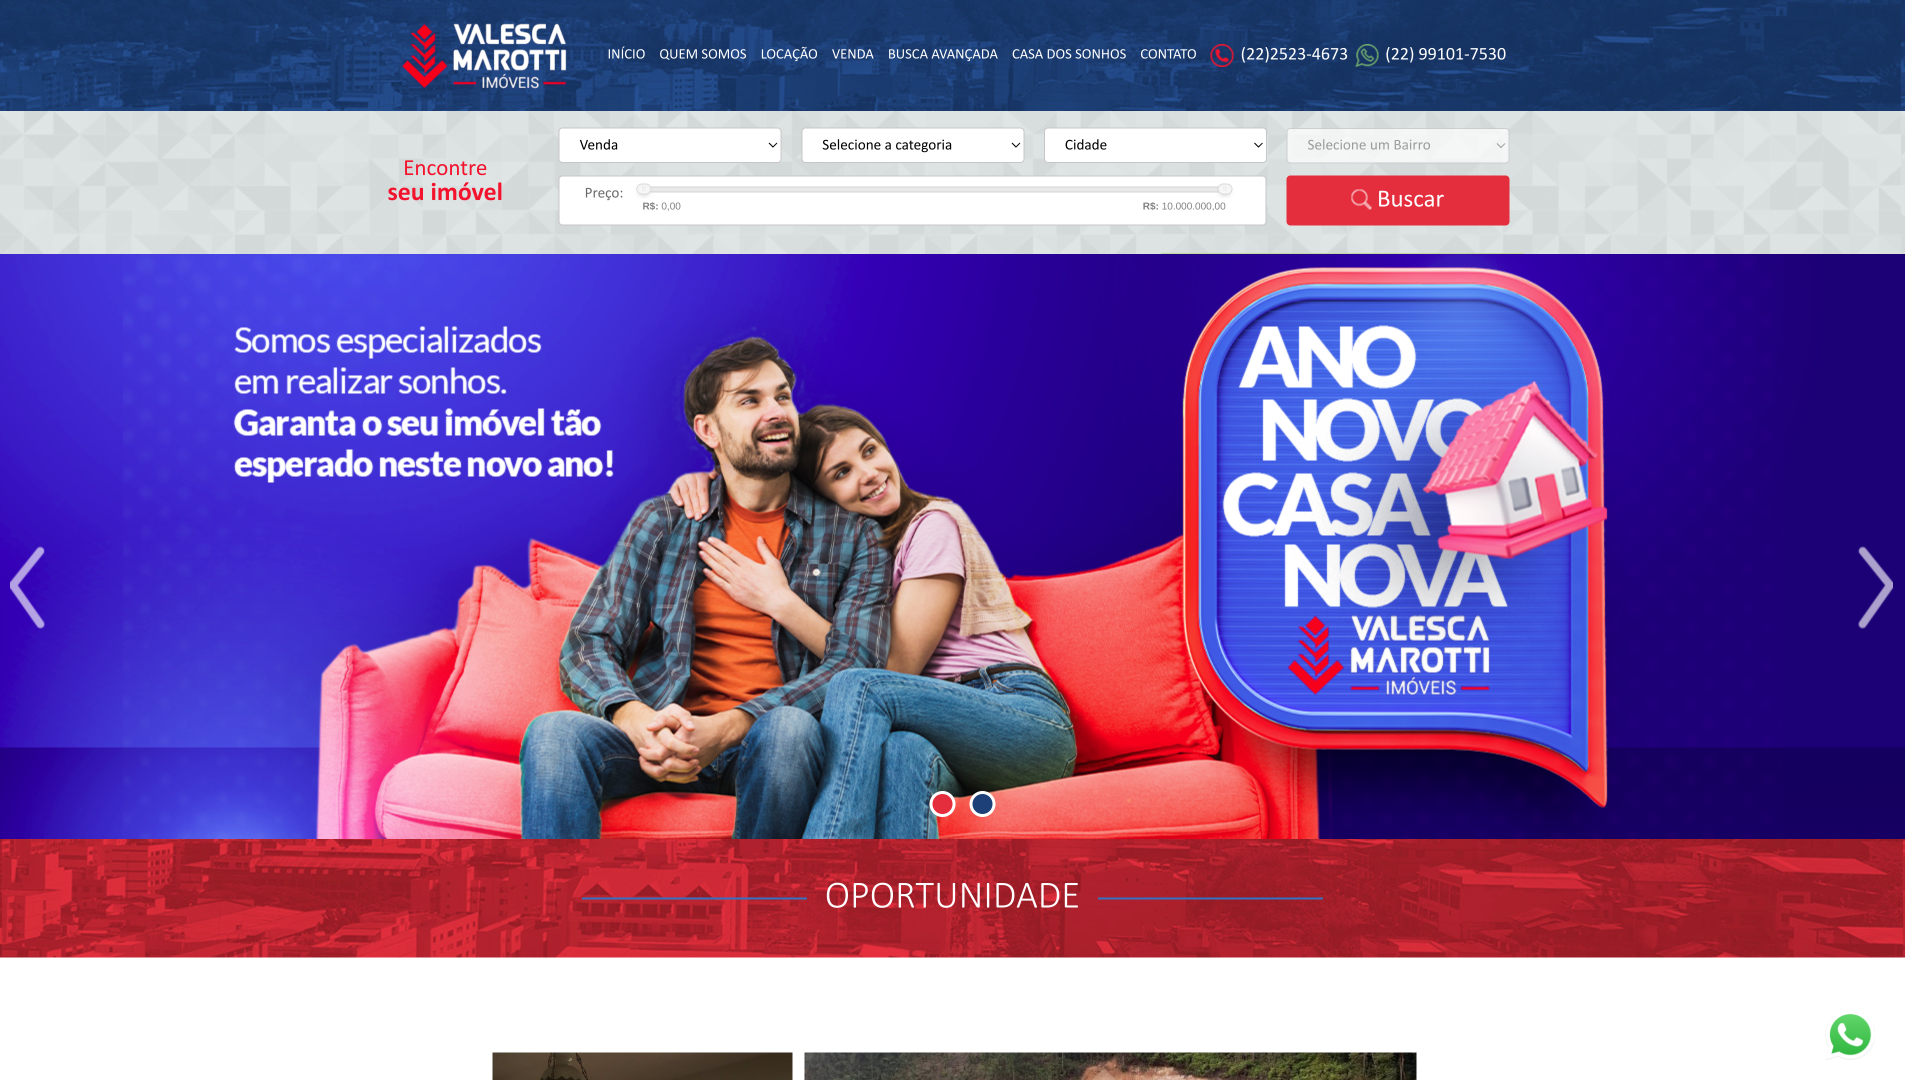 VALESCA
MAROTTI
IMÓVEIS
INÍCIO QUEM SOMOS LOCAÇÃO VENDA BUSCA AVANÇADA CASA DOS SONHOS CONTATO (22)2523-4673 (22) 99101-7530
Encontre
seu imóvel
Venda Selecione a categoria Cidade Selecione um Bairro
Preço:
R$: 0,00 R$: 10.000.000,00
Buscar
Somos especializados
em realizar sonhos.
Garanta o seu imóvel tão
esperado neste novo ano!
ANO
NOVO
CASA
NOVA
VALESCA
MAROTTI
IMÓVEIS
OPORTUNIDADE